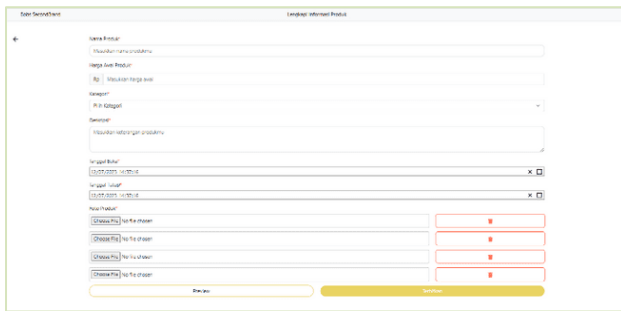 Lengkapi Informasi Produk
Nama Produk*
Masukkan nama produkmu
Harga Awal Produk*
Rp Masukkan harga awal
Kategori*
Pilih Kategori
Deskripsi*
Masukkan keterangan produkmu
Tanggal Buka*
Tanggal Tutup*
Foto Produk*
Choose File No file chosen
Choose File No file chosen
Choose File No file chosen
Choose File No file chosen
Preview Terbitkan